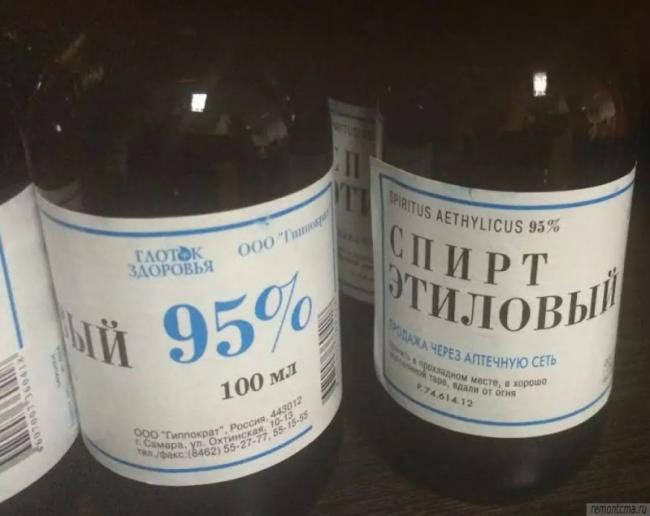 ГЛОТОК
ЗДОРОВЬЯ
ООО "Гиппократ"
ЫЙ 95%
100 мл
ООО "Гиппократ", Россия, 443012
г. Самара, ул. Охтинская, 10-13
тел./факс:(8462) 55-27-77, 55-15-55
SPIRITUS AETHYLICUS 95%
СПИРТ
ЭТИЛОВЫЙ
ПРОДАЖА ЧЕРЕЗ АПТЕЧНУЮ СЕТЬ
в прохладном месте, в хорошо
таре, вдали от огня
Р.74.614.12
remontcma.ru